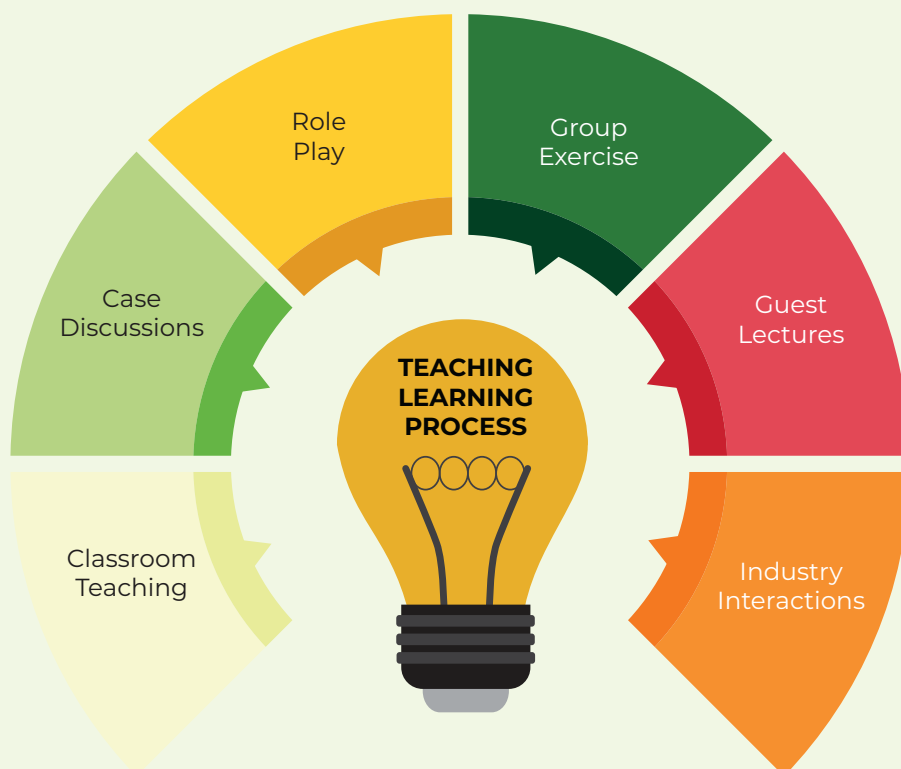 Role
Play
Group
Exercise
Case
Discussions
Guest
Lectures
TEACHING
LEARNING
PROCESS
Classroom
Teaching
Industry
Interactions